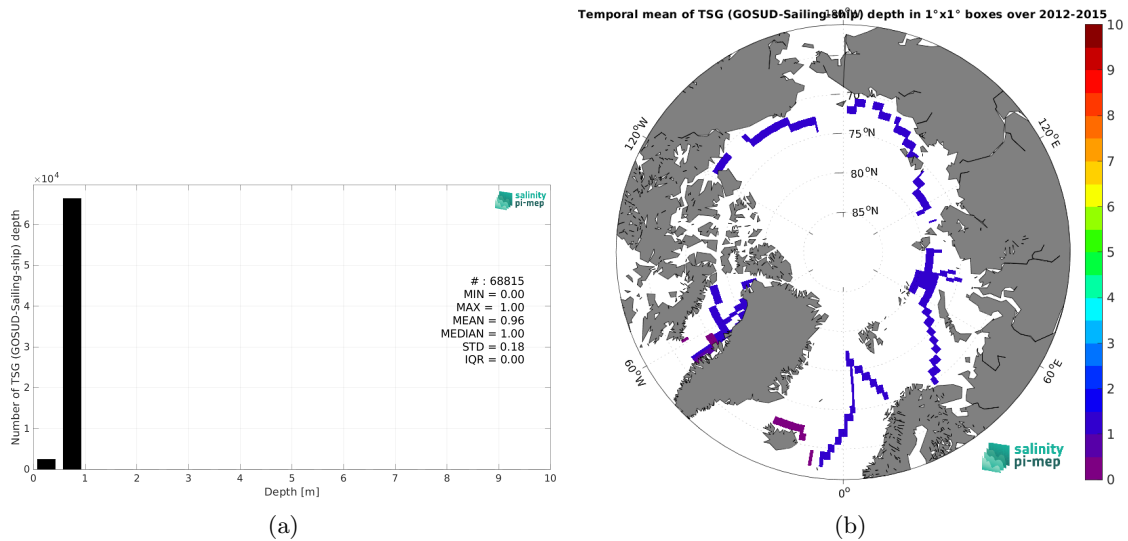 Temporal mean of TSG (GOSUD-Sailing-ship) depth in 1°x1° boxes over 2012-2015
×10⁴
6
5
4
3
2
1
0
Number of TSG (GOSUD-Sailing-ship) depth
salinity
pi-mep
# : 68815
MIN = 0.00
MAX = 1.00
MEAN = 0.96
MEDIAN = 1.00
STD = 0.18
IQR = 0.00
0 1 2 3 4 5 6 7 8 9 10
Depth [m]
(a)
180°W
120°W
120°E
60°W
60°E
0°
70
75°N
80°N
85°N
salinity
pi-mep
10
9
8
7
6
5
4
3
2
1
0
(b)